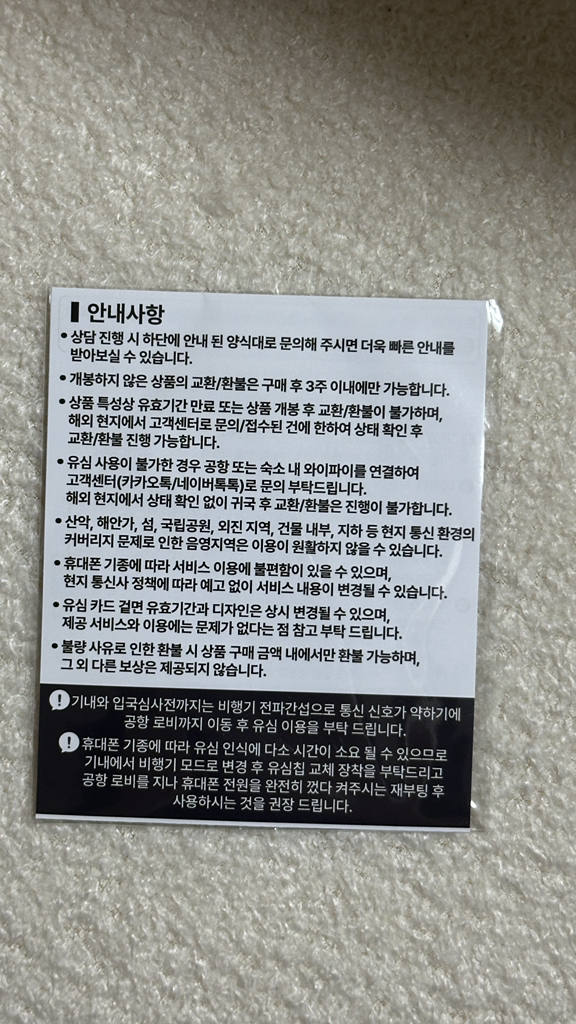 안내사항
• 상담 진행 시 하단에 안내 된 양식대로 문의해 주시면 더욱 빠른 안내를
받아보실 수 있습니다.
• 개봉하지 않은 상품의 교환/환불은 구매 후 3주 이내에만 가능합니다.
• 상품 특성상 유효기간 만료 또는 상품 개봉 후 교환/환불이 불가하며,
해외 현지에서 고객센터로 문의/접수된 건에 한하여 상태 확인 후
교환/환불 진행 가능합니다.
• 유심 사용이 불가한 경우 공항 또는 숙소 내 와이파이를 연결하여
고객센터(카카오톡/네이버톡톡)로 문의 부탁드립니다.
해외 현지에서 상태 확인 없이 귀국 후 교환/환불은 진행이 불가합니다.
• 산악, 해안가, 섬, 국립공원, 외진 지역, 건물 내부, 지하 등 현지 통신 환경의
커버리지 문제로 인한 음영지역은 이용이 원활하지 않을 수 있습니다.
• 휴대폰 기종에 따라 서비스 이용에 불편함이 있을 수 있으며,
현지 통신사 정책에 따라 예고 없이 서비스 내용이 변경될 수 있습니다.
• 유심 카드 겉면 유효기간과 디자인은 상시 변경될 수 있으며,
제공 서비스와 이용에는 문제가 없다는 점 참고 부탁 드립니다.
• 불량 사유로 인한 환불 시 상품 구매 금액 내에서만 환불 가능하며,
그 외 다른 보상은 제공되지 않습니다.
! 기내와 입국심사전까지는 비행기 전파간섭으로 통신 신호가 약하기에
공항 로비까지 이동 후 유심 이용을 부탁 드립니다.
! 휴대폰 기종에 따라 유심 인식에 다소 시간이 소요 될 수 있으므로
기내에서 비행기 모드로 변경 후 유심칩 교체 장착을 부탁드리고
공항 로비를 지나 휴대폰 전원을 완전히 껐다 켜주시는 재부팅 후
사용하시는 것을 권장 드립니다.